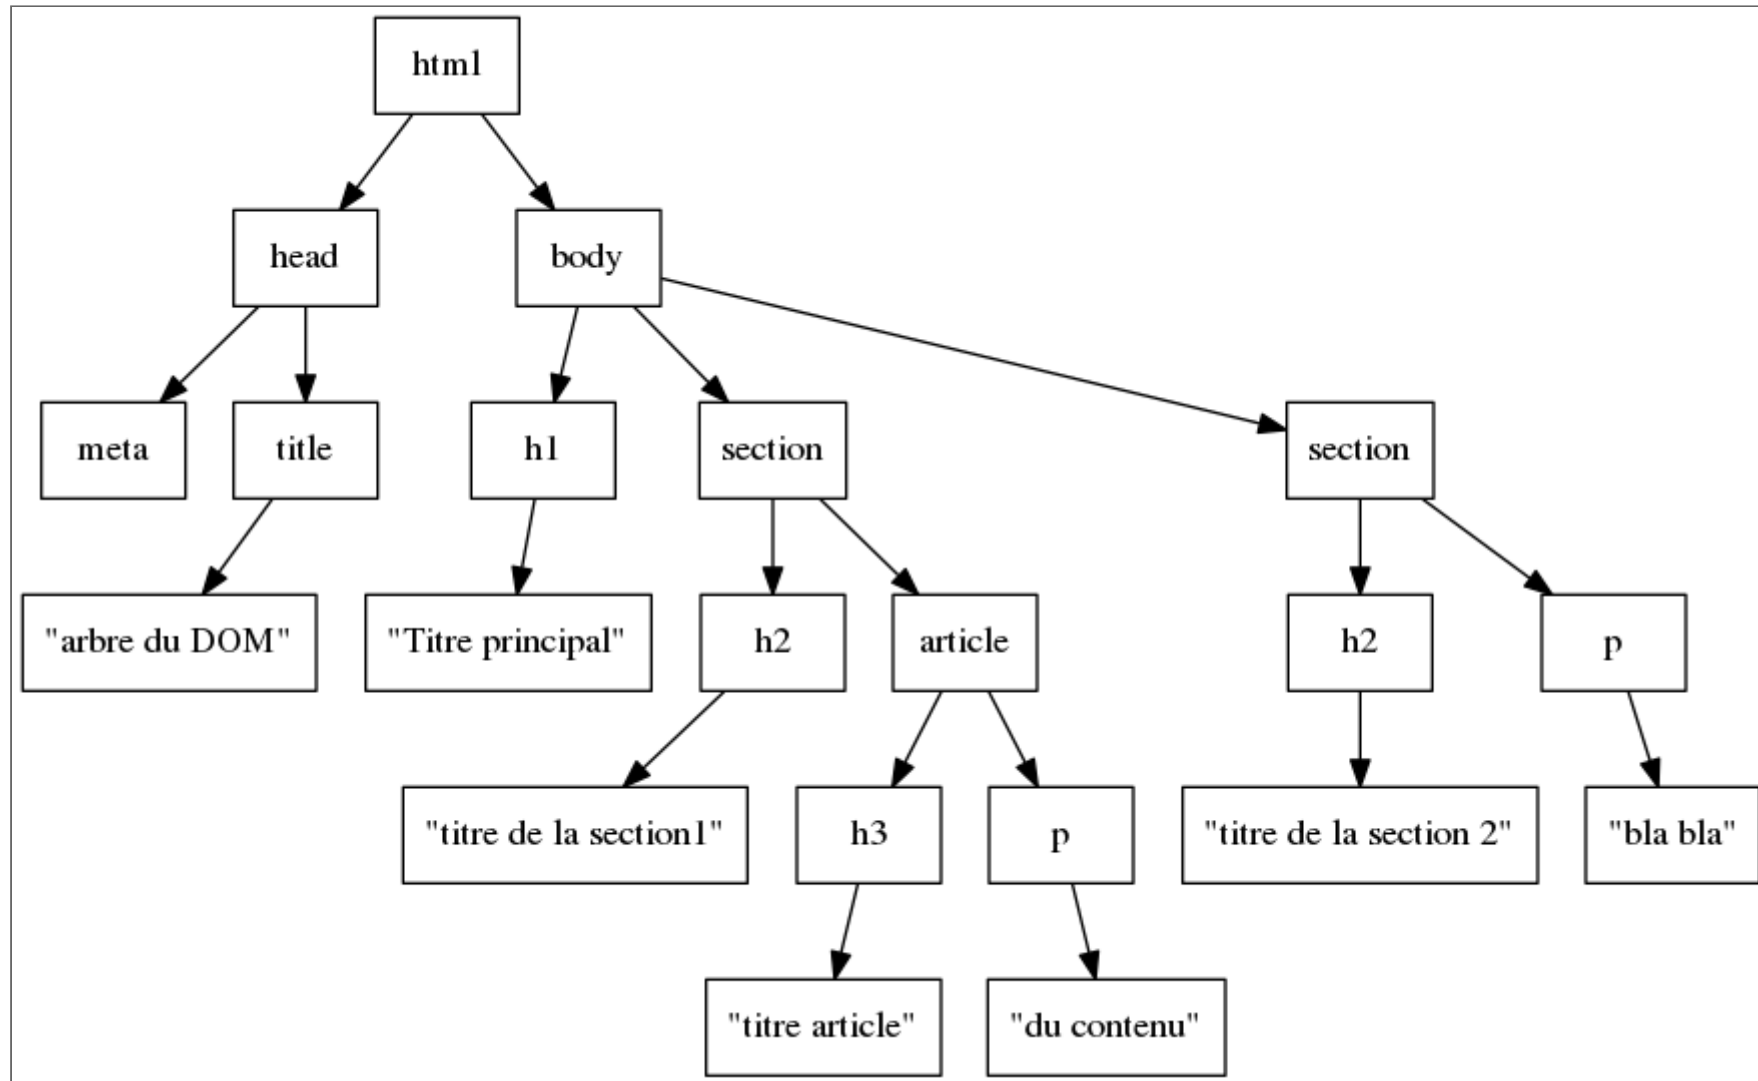 html
head
body
meta
title
h1
section
section
"arbre du DOM"
"Titre principal"
h2
article
h2
p
"titre de la section1"
h3
p
"titre de la section 2"
"bla bla"
"titre article"
"du contenu"